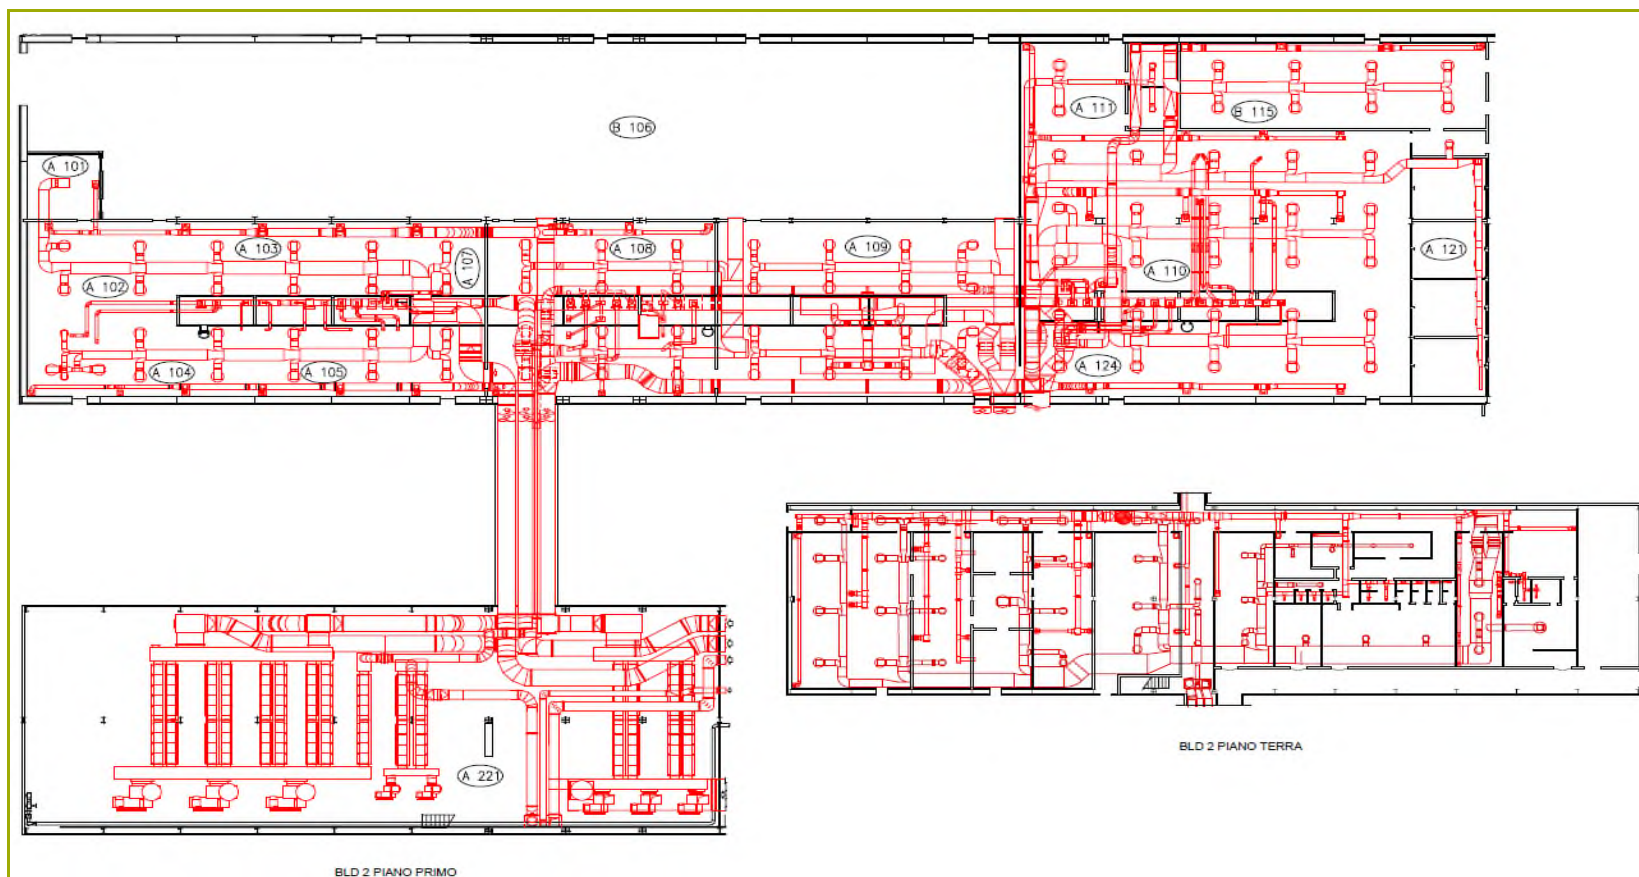 A 111
B 115
B 106
A 101
A 103
A 107
A 108
A 109
A 110
A 121
A 102
A 104
A 105
A 124
A 221
BLD 2 PIANO TERRA
BLD 2 PIANO PRIMO